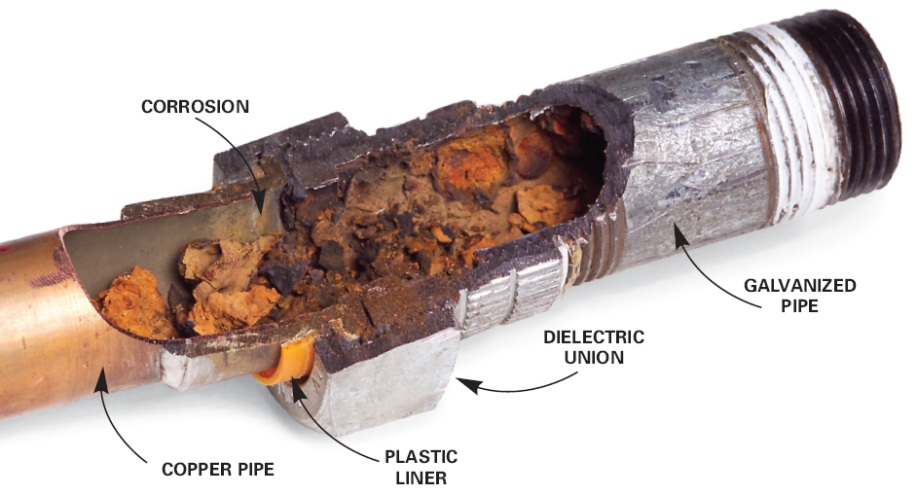 CORROSION
GALVANIZED
PIPE
DIELECTRIC
UNION
PLASTIC
LINER
COPPER PIPE